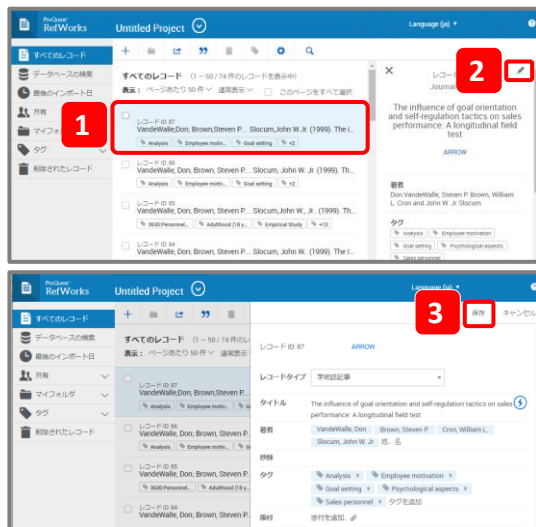 ProQuest
RefWorks
Untitled Project
Language (ja)
すべてのレコード
データベースの検索
最後のインポート日
共有
マイフォルダ
タグ
削除されたレコード
すべてのレコード (1 – 50 / 74 件のレコードを表示中)
表示: ページあたり 50 件 通常表示 このページをすべて選択
1
レコード ID: 87
VandeWalle,Don; Brown,Steven P.... Slocum,John W.Jr. (1999). The i...
Analysis Employee motiv... Goal setting +2
レコード ID: 86
VandeWalle, Don; Brown, Steven P.... Slocum, John W. Jr. (1999). Th...
Analysis Employee motiv... Goal setting +2
レコード ID: 85
VandeWalle, Don; Brown, Steven P.... Slocum,John W., Jr. (1999). Th...
3630:Personnel... Adulthood (18 y... Empirical Study +15
レコード ID: 84
VandeWalle, Don; Brown, Steven P.... Slocum, John W. (1999). The I...
2
レコー
Journal
The influence of goal orientation
and self-regulation tactics on sales
performance: A longitudinal field
test
ARROW
著者
Don VandeWalle, Steven P. Brown, William
L. Cron and John W. Jr Slocum
タグ
Analysis Employee motivation
Goal setting Psychological aspects
Sales personnel
ProQuest
RefWorks
Untitled Project
Language (ja)
すべてのレコード
データベースの検索
最後のインポート日
共有
マイフォルダ
タグ
削除されたレコード
すべてのレコード (1 – 50 / 74 件のレ
表示: ページあたり 50 件 通常表示
レコード ID: 87
VandeWalle,Don; Brown,Steven P.
Analysis Employee motiv... G
レコード ID: 86
VandeWalle, Don; Brown, Steven P.
Analysis Employee motiv... G
レコード ID: 85
VandeWalle, Don; Brown, Steven P.
3630:Personnel... Adulthood (18 y
レコード ID: 84
VandeWalle, Don; Brown, Steven P.
3
保存 キャンセル
レコード ID: 87 ARROW
レコードタイプ 学術誌記事
タイトル The influence of goal orientation and self-regulation tactics on sales
performance: A longitudinal field test
著者 VandeWalle, Don Brown, Steven P. Cron, William L.
Slocum, John W. Jr 姓、名
抄録
タグ Analysis x Employee motivation x
Goal setting x Psychological aspects x
Sales personnel x タグを追加
添付 添付を追加...